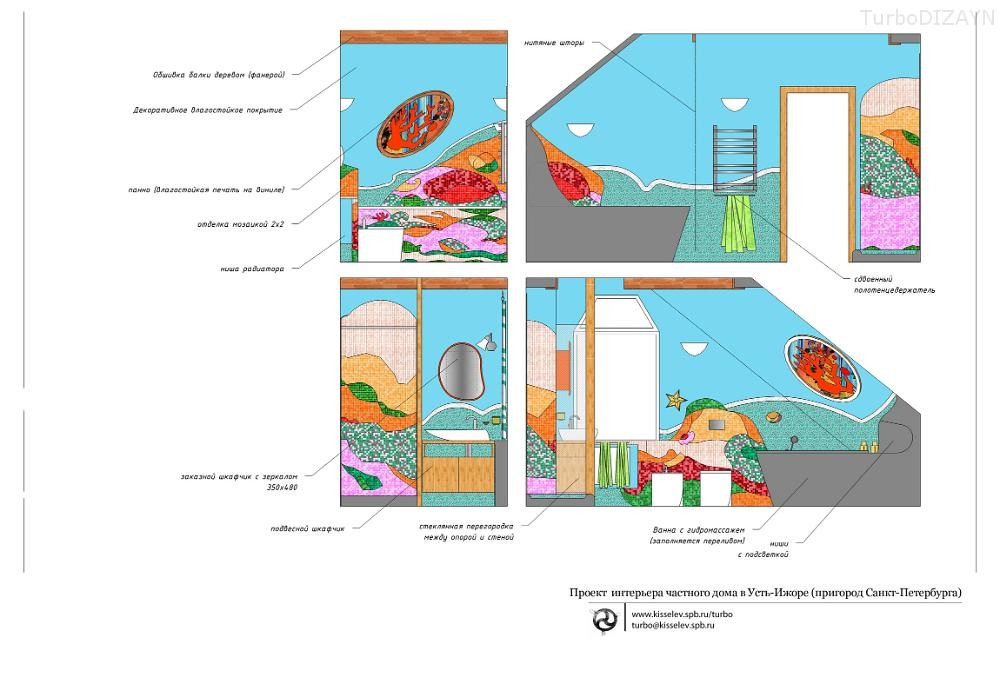 TurboDIZAYN
нитяные шторы
Обшивка балки деревом (фанерой)
Декоративное влагостойкое покрытие
панно (влагостойкая печать на виниле)
отделка мозаикой 2х2
ниша радиатора
сдвоенный
полотенцедержатель
заказной шкафчик с зеркалом
350х480
подвесной шкафчик
стеклянная перегородка
между опорой и стеной
Ванна с гидромассажем
(заполняется переливом)
ниши
с подсветкой
Проект интерьера частного дома в Усть-Ижоре (пригород Санкт-Петербурга)
www.kisselev.spb.ru/turbo
turbo@kisselev.spb.ru